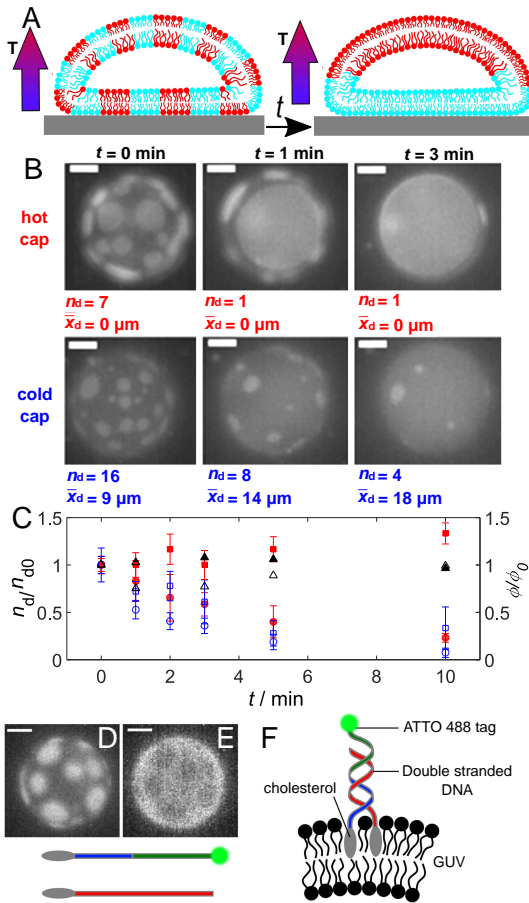 A
T
T
t
B
t = 0 min
t = 1 min
t = 3 min
hot
cap
nd = 7
x̿d = 0 μm
nd = 1
x̿d = 0 μm
nd = 1
x̿d = 0 μm
cold
cap
nd = 16
x̄d = 9 μm
nd = 8
x̄d = 14 μm
nd = 4
x̄d = 18 μm
C
1.5
1
0.5
0
nd/nd0
1.5
1
0.5
0
ϕ/ϕ0
0
2
4
6
8
10
t / min
D
E
F
ATTO 488 tag
Double stranded
DNA
cholesterol
GUV